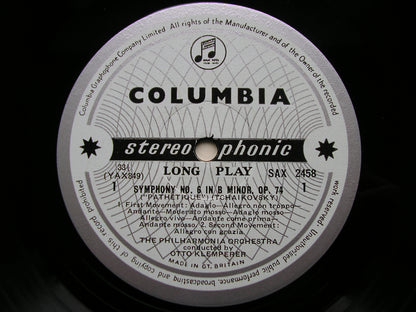 Columbia Graphophone Company Limited. All rights of the Manufacturer and of the Owner of the recorded work reserved. Unauthorised public performance, broadcasting and copying of this record prohibited.
COLUMBIA
stereophonic
LONG PLAY
33⅓
(YAX849)
SAX 2458
1
1
SYMPHONY NO. 6 IN B MINOR, OP. 74
("PATHÉTIQUE") (TCHAIKOVSKY)
1. First Movement: Adagio—Allegro non troppo
Andante—Moderato mosso—Andante mosso
Allegro vivo—Andante come prima—
Andante mosso 2. Second Movement:
Allegro con grazia
THE PHILHARMONIA ORCHESTRA
conducted by
OTTO KLEMPERER
MADE IN GT. BRITAIN